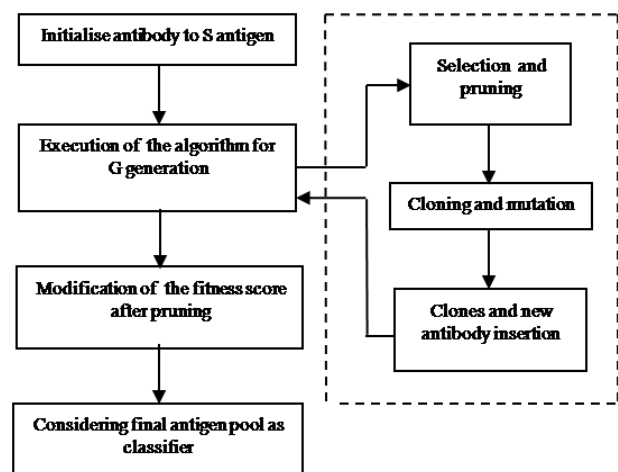 Initialise antibody to S antigen
Execution of the algorithm for
G generation
Modification of the fitness score
after pruning
Considering final antigen pool as
classifier
Selection and
pruning
Cloning and mutation
Clones and new
antibody insertion